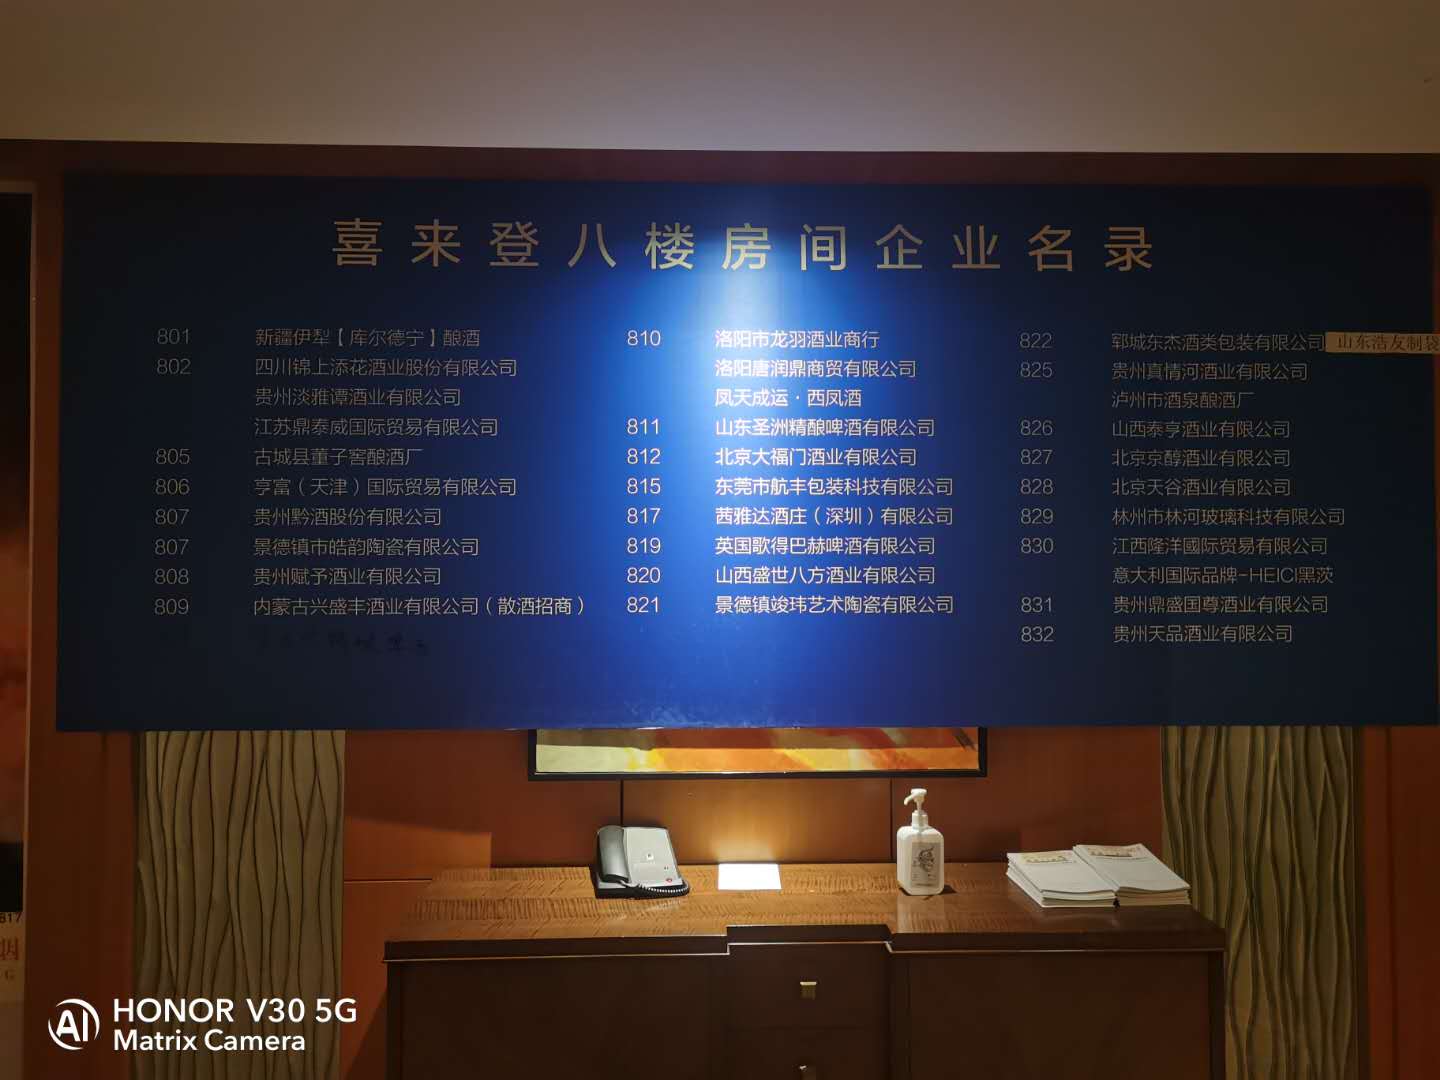 喜来登八楼房间企业名录
801 新疆伊犁【库尔德宁】酿酒
802 四川锦上添花酒业股份有限公司
贵州淡雅谭酒业有限公司
江苏鼎泰威国际贸易有限公司
805 古城县董子窖酿酒厂
806 亨富（天津）国际贸易有限公司
807 贵州黔酒股份有限公司
807 景德镇市皓韵陶瓷有限公司
808 贵州赋予酒业有限公司
809 内蒙古兴盛丰酒业有限公司（散酒招商）
810 洛阳市龙羽酒业商行
洛阳唐润鼎商贸有限公司
凤天成运·西凤酒
811 山东圣洲精酿啤酒有限公司
812 北京大福门酒业有限公司
815 东莞市航丰包装科技有限公司
817 茜雅达酒庄（深圳）有限公司
819 英国歌得巴赫啤酒有限公司
820 山西盛世八方酒业有限公司
821 景德镇竣玮艺术陶瓷有限公司
822 郓城东杰酒类包装有限公司 山东浩友制袋
825 贵州真情河酒业有限公司
泸州市酒泉酿酒厂
826 山西泰亨酒业有限公司
827 北京京醇酒业有限公司
828 北京天谷酒业有限公司
829 林州市林河玻璃科技有限公司
830 江西隆洋國际贸易有限公司
意大利国际品牌-HEICI黑茨
831 贵州鼎盛国尊酒业有限公司
832 贵州天品酒业有限公司
817
G
HONOR V30 5G
Matrix Camera